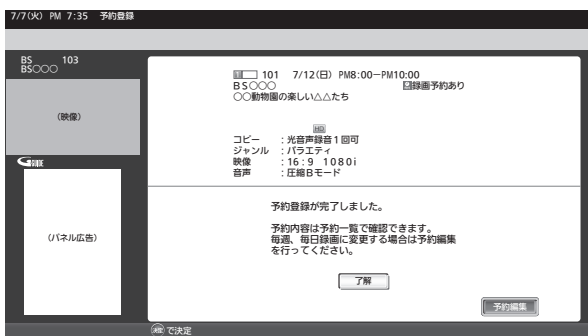 7/7(火) PM 7:35 予約登録
BS 103
BS○○○
(映像)
GUIDE
(パネル広告)
101 7/12(日) PM8:00－PM10:00
BS○○○ 録画予約あり
○○動物園の楽しい△△たち
HD
コピー :光音声録音1回可
ジャンル :バラエティ
映像 :16:9 1080i
音声 :圧縮Bモード
予約登録が完了しました。
予約内容は予約一覧で確認できます。
毎週、毎日録画に変更する場合は予約編集
を行ってください。
了解
予約編集
決定 で決定